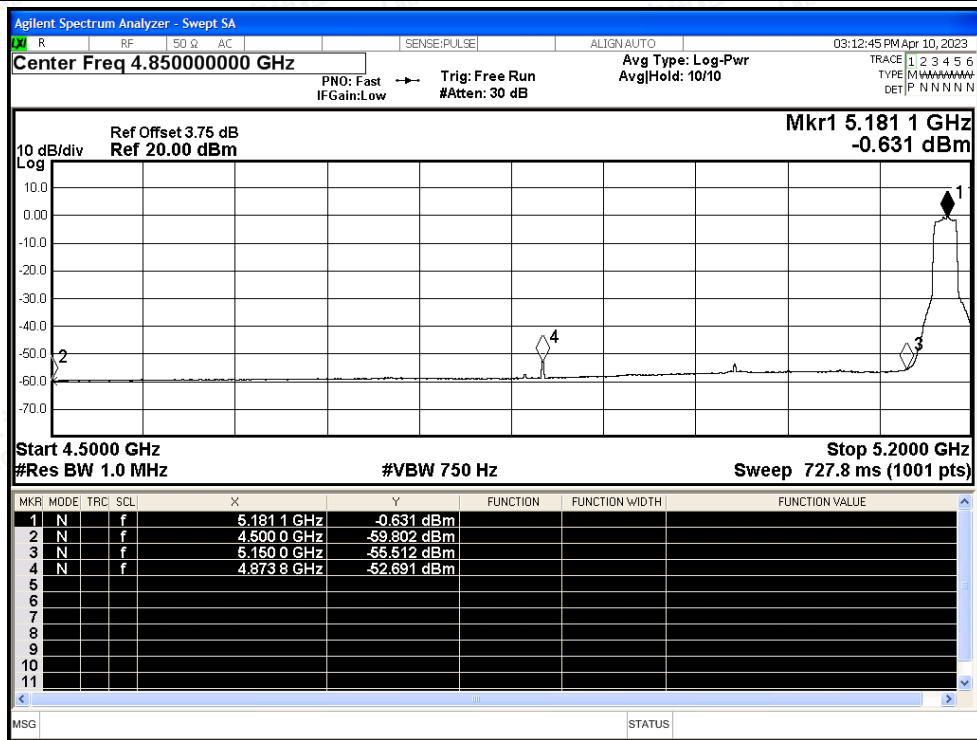 Agilent Spectrum Analyzer - Swept SA
LXI R RF 50 Ω AC SENSE:PULSE ALIGN AUTO 03:12:45 PM Apr 10, 2023
Center Freq 4.850000000 GHz
PNO: Fast
IFGain:Low
Trig: Free Run
#Atten: 30 dB
Avg Type: Log-Pwr
Avg|Hold: 10/10
TRACE 1 2 3 4 5 6
TYPE M
DET P N N N N N
Mkr1 5.181 1 GHz
-0.631 dBm
Ref Offset 3.75 dB
10 dB/div Ref 20.00 dBm
Log
10.0
0.00
-10.0
-20.0
-30.0
-40.0
-50.0
-60.0
-70.0
1
2
4
3
Start 4.5000 GHz Stop 5.2000 GHz
#Res BW 1.0 MHz #VBW 750 Hz Sweep 727.8 ms (1001 pts)
MKR MODE TRC SCL X Y FUNCTION FUNCTION WIDTH FUNCTION VALUE
1 N f 5.181 1 GHz -0.631 dBm
2 N f 4.500 0 GHz -59.802 dBm
3 N f 5.150 0 GHz -55.512 dBm
4 N f 4.873 8 GHz -52.691 dBm
5
6
7
8
9
10
11
MSG STATUS